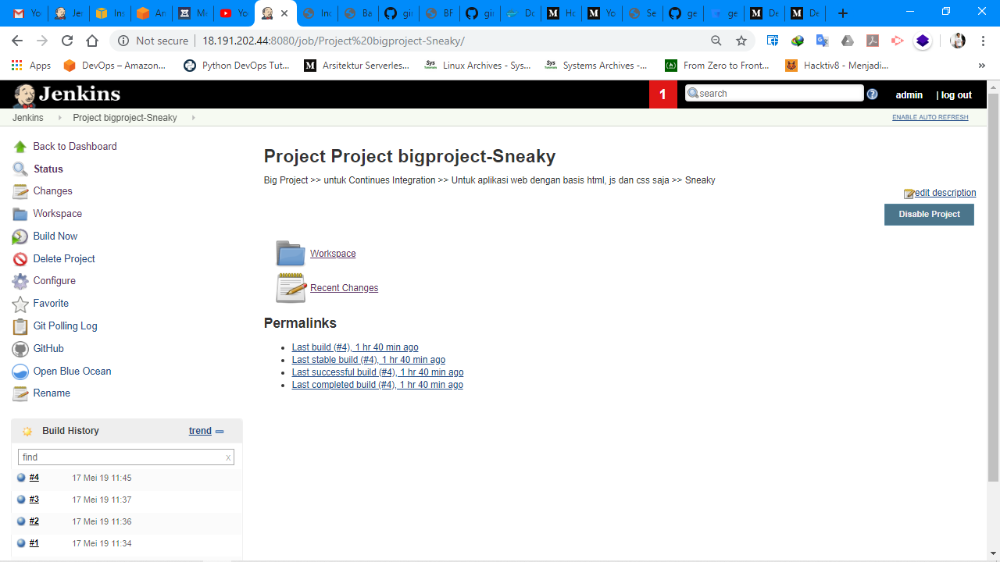 Yo
Jer
Ins
An
Mo
Yo
Inc
Ba
gin
BF
gi
Do
Ho
Yo
Se
ge
ge
De
De
Not secure | 18.191.202.44:8080/job/Project%20bigproject-Sneaky/
Apps
DevOps – Amazon...
Python DevOps Tut...
Arsitektur Serverles...
Linux Archives - Sys...
Systems Archives -...
From Zero to Front...
Hacktiv8 - Menjadi...
»
Jenkins
1
search
admin
| log out
Jenkins
Project bigproject-Sneaky
ENABLE AUTO REFRESH
Back to Dashboard
Status
Changes
Workspace
Build Now
Delete Project
Configure
Favorite
Git Polling Log
GitHub
Open Blue Ocean
Rename
Project Project bigproject-Sneaky
Big Project >> untuk Continues Integration >> Untuk aplikasi web dengan basis html, js dan css saja >> Sneaky
edit description
Disable Project
Workspace
Recent Changes
Permalinks
Last build (#4), 1 hr 40 min ago
Last stable build (#4), 1 hr 40 min ago
Last successful build (#4), 1 hr 40 min ago
Last completed build (#4), 1 hr 40 min ago
Build History
trend
find
x
#4 17 Mei 19 11:45
#3 17 Mei 19 11:37
#2 17 Mei 19 11:36
#1 17 Mei 19 11:34